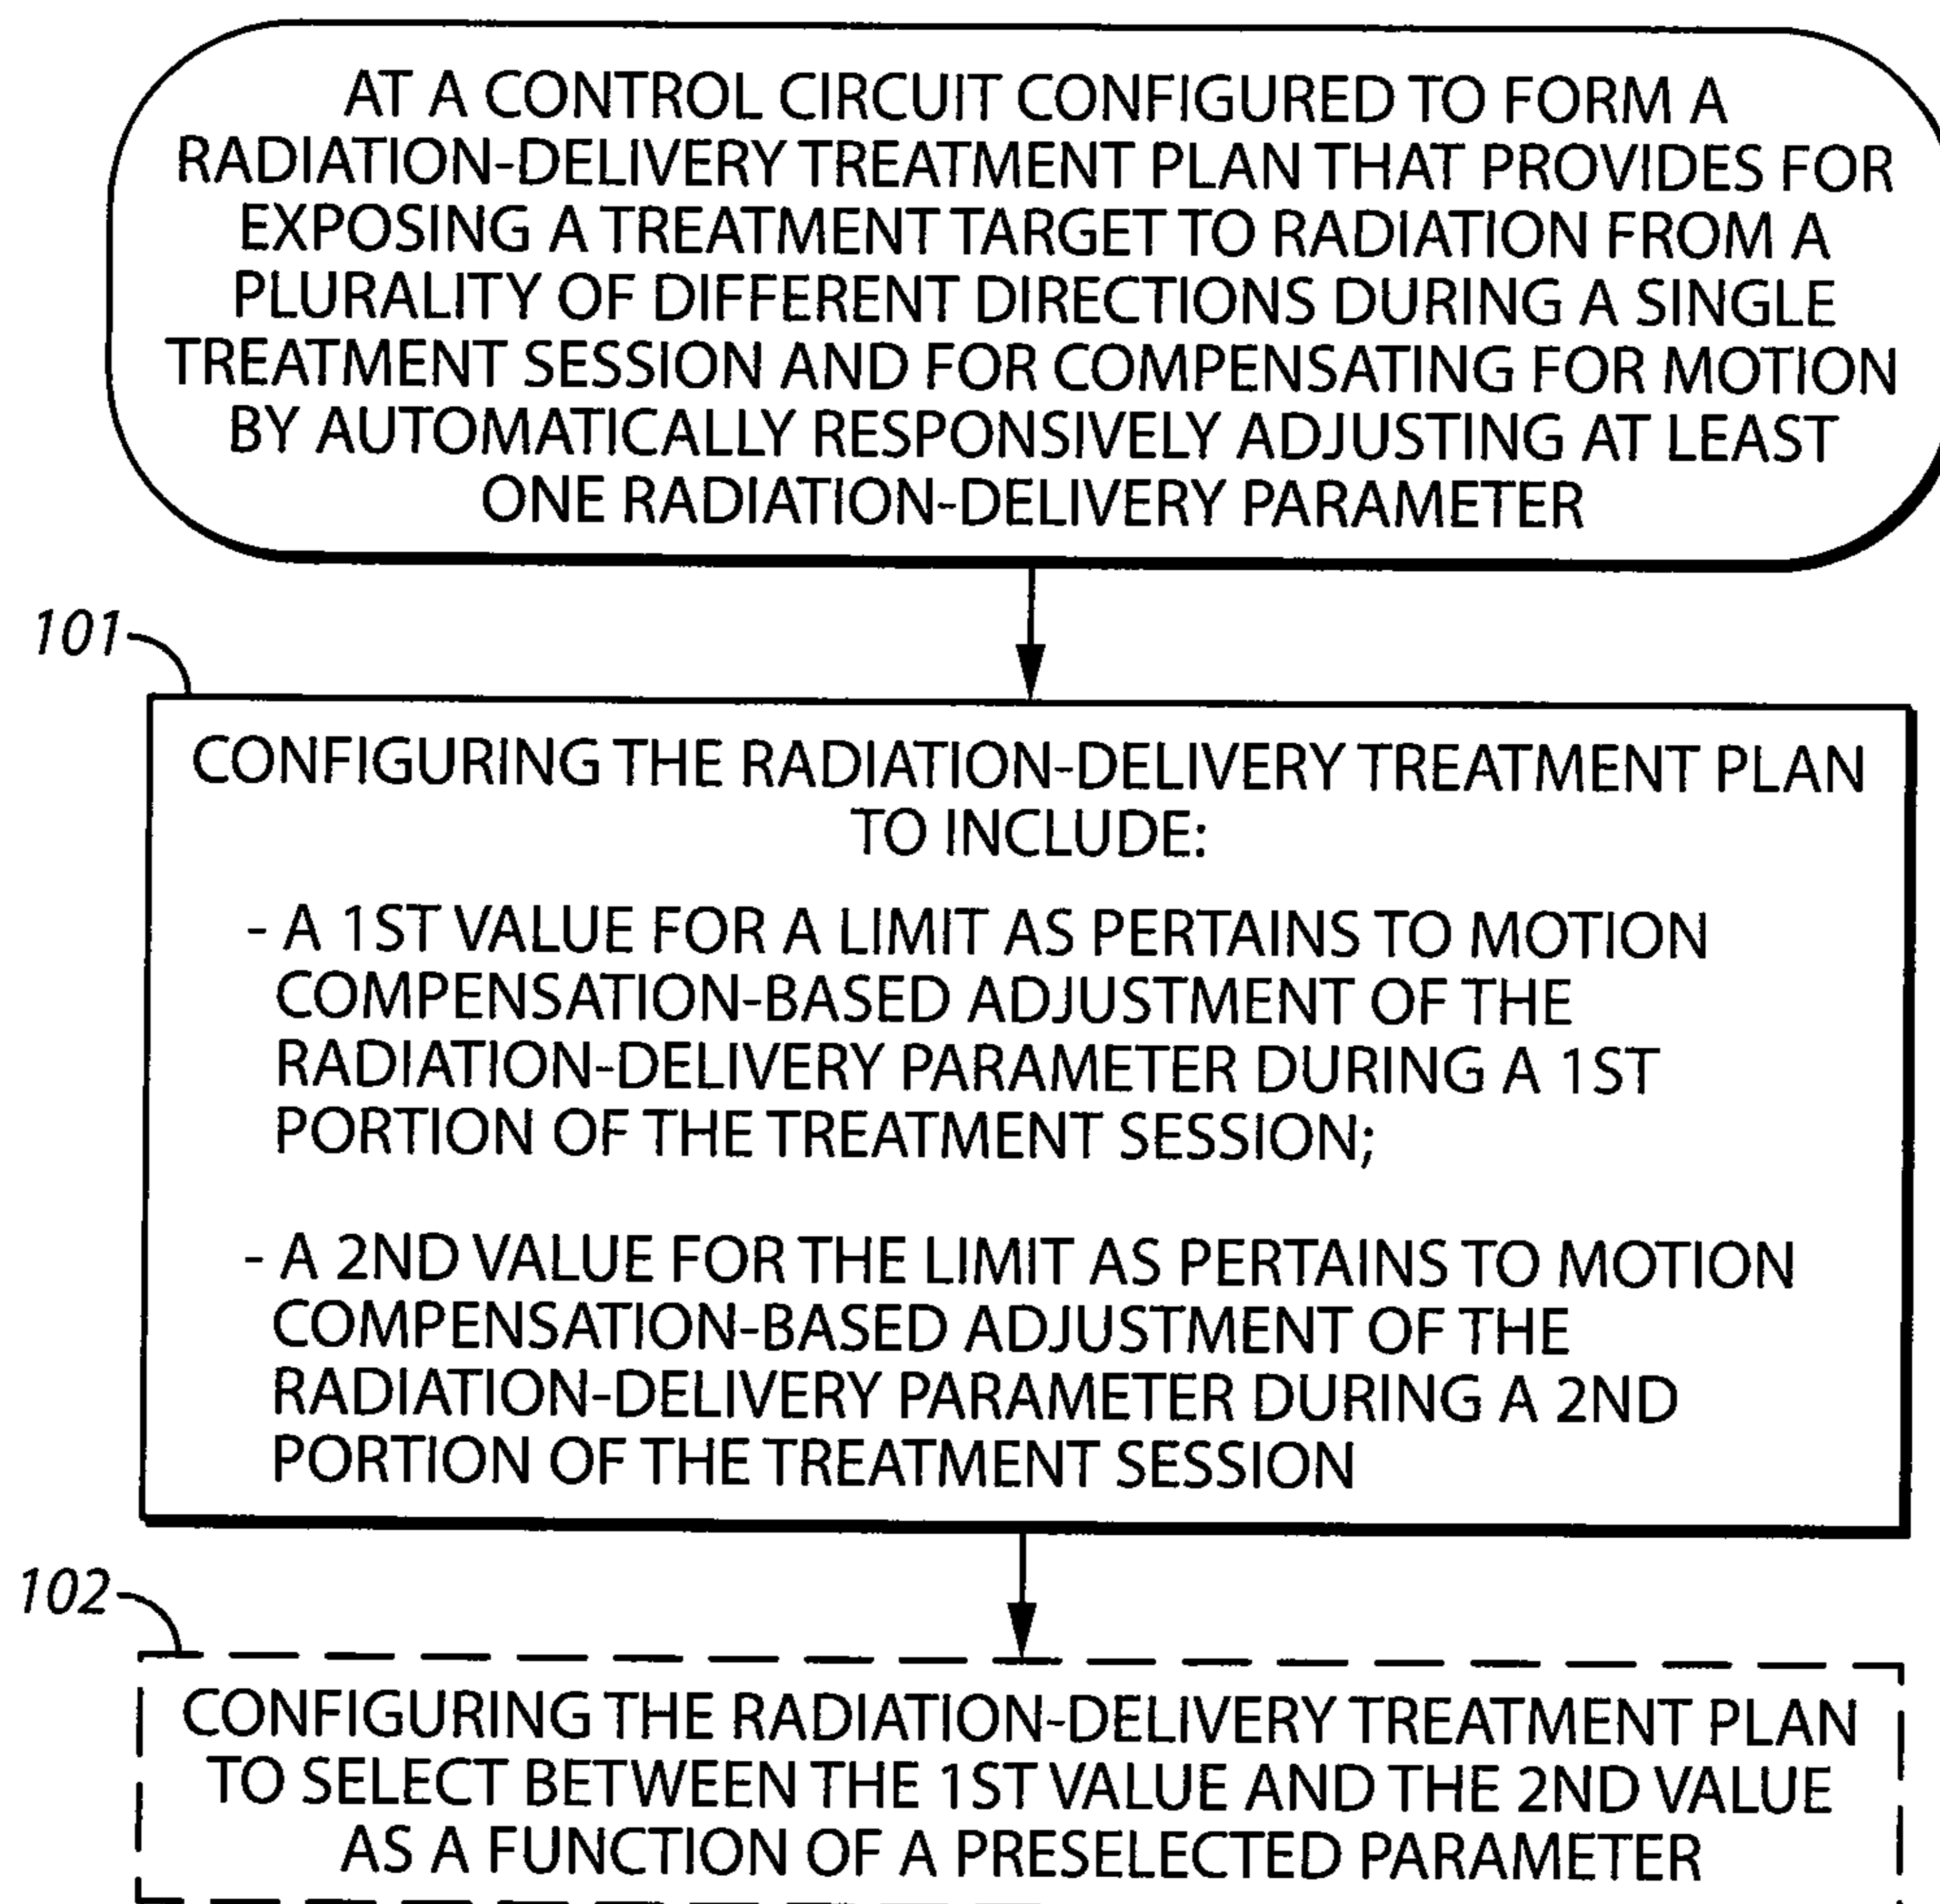 AT A CONTROL CIRCUIT CONFIGURED TO FORM A
RADIATION-DELIVERY TREATMENT PLAN THAT PROVIDES FOR
EXPOSING A TREATMENT TARGET TO RADIATION FROM A
PLURALITY OF DIFFERENT DIRECTIONS DURING A SINGLE
TREATMENT SESSION AND FOR COMPENSATING FOR MOTION
BY AUTOMATICALLY RESPONSIVELY ADJUSTING AT LEAST
ONE RADIATION-DELIVERY PARAMETER
101
CONFIGURING THE RADIATION-DELIVERY TREATMENT PLAN
TO INCLUDE:
- A 1ST VALUE FOR A LIMIT AS PERTAINS TO MOTION
COMPENSATION-BASED ADJUSTMENT OF THE
RADIATION-DELIVERY PARAMETER DURING A 1ST
PORTION OF THE TREATMENT SESSION;
- A 2ND VALUE FOR THE LIMIT AS PERTAINS TO MOTION
COMPENSATION-BASED ADJUSTMENT OF THE
RADIATION-DELIVERY PARAMETER DURING A 2ND
PORTION OF THE TREATMENT SESSION
102
CONFIGURING THE RADIATION-DELIVERY TREATMENT PLAN
TO SELECT BETWEEN THE 1ST VALUE AND THE 2ND VALUE
AS A FUNCTION OF A PRESELECTED PARAMETER